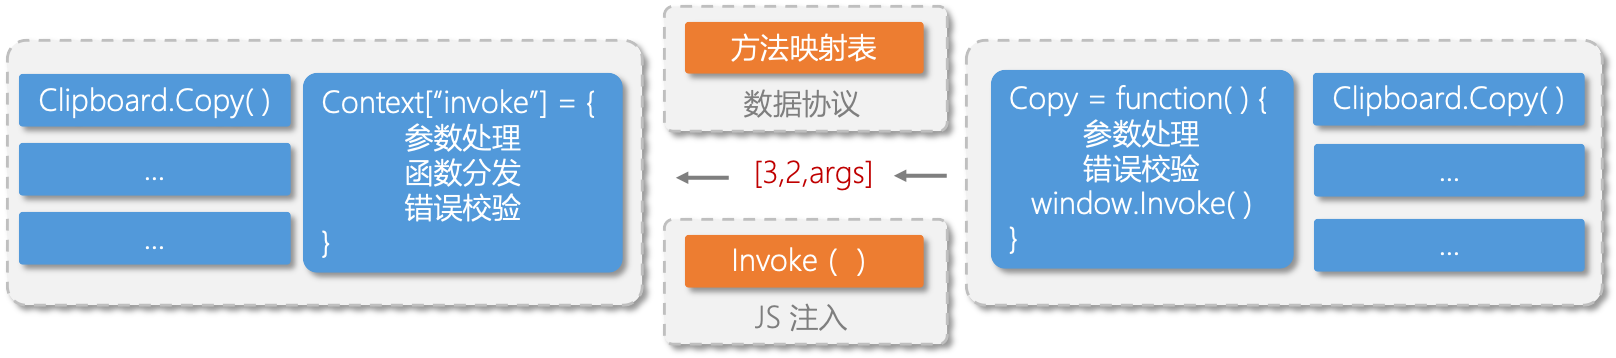 Clipboard.Copy( )
...
...
Context[“invoke”] = {
参数处理
函数分发
错误校验
}
方法映射表
数据协议
[3,2,args]
Invoke (  )
JS 注入
Copy = function( ) {
参数处理
错误校验
window.Invoke( )
}
Clipboard.Copy( )
...
...